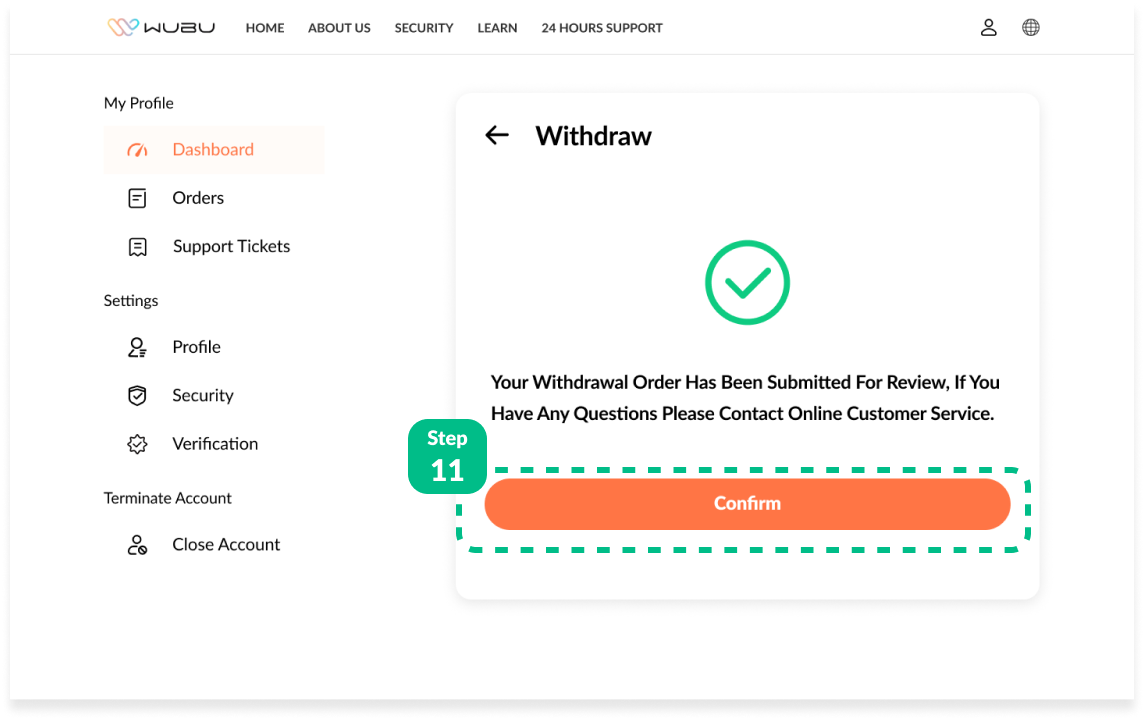 WUBU HOME ABOUT US SECURITY LEARN 24 HOURS SUPPORT
My Profile
Dashboard
Orders
Support Tickets
Settings
Profile
Security
Verification
Terminate Account
Close Account
Withdraw
Your Withdrawal Order Has Been Submitted For Review, If You
Have Any Questions Please Contact Online Customer Service.
Step
11
Confirm